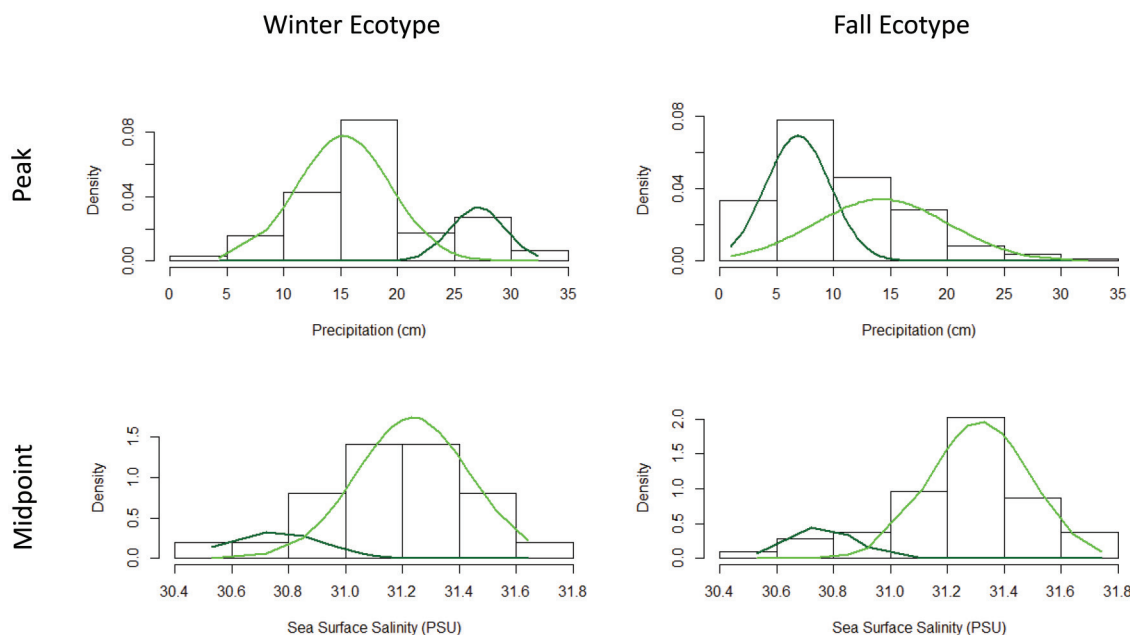 Winter Ecotype
Fall Ecotype
Peak
Density
0.00
0.04
0.08
0 5 10 15 20 25 30 35
Precipitation (cm)
Density
0.00
0.04
0.08
0 5 10 15 20 25 30 35
Precipitation (cm)
Midpoint
Density
0.0
0.5
1.0
1.5
30.4 30.6 30.8 31.0 31.2 31.4 31.6 31.8
Sea Surface Salinity (PSU)
Density
0.0
0.5
1.0
1.5
2.0
30.4 30.6 30.8 31.0 31.2 31.4 31.6 31.8
Sea Surface Salinity (PSU)